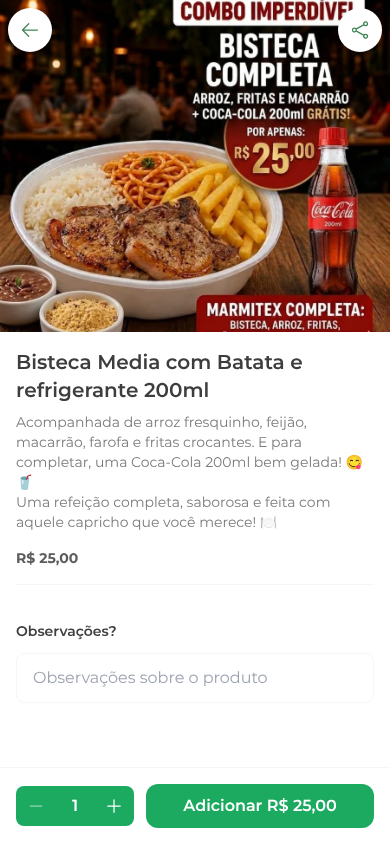 COMBO IMPERDÍVEL
BISTECA
COMPLETA
ARROZ, FRITAS E MACARRÃO
+ COCA-COLA 200ml GRÁTIS!
POR APENAS:
R$25,00
Coca-Cola
200ml
MARMITEX COMPLETA:
BISTECA, ARROZ, FRITAS,
Bisteca Media com Batata e
refrigerante 200ml
Acompanhada de arroz fresquinho, feijão,
macarrão, farofa e fritas crocantes. E para
completar, uma Coca-Cola 200ml bem gelada! 😋
🥤
Uma refeição completa, saborosa e feita com
aquele capricho que você merece! 🍽️
R$ 25,00
Observações?
Observações sobre o produto
1
Adicionar R$ 25,00